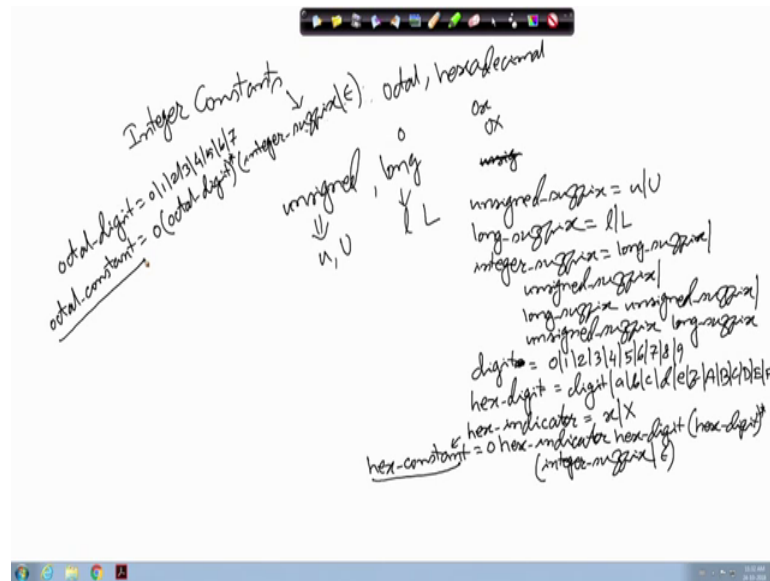 Integer Constants : octal, hexadecimal
0
0x
0X
unsig
unsigned, long
u, U
l L
octal-digit = 0|1|2|3|4|5|6|7
octal-constant = 0(octal-digit)* (integer-suffix|ε)
unsigned-suffix = u|U
long-suffix = l|L
integer-suffix = long-suffix|
unsigned-suffix|
long-suffix unsigned-suffix|
unsigned-suffix long-suffix
digit = 0|1|2|3|4|5|6|7|8|9
hex-digit = digit|a|b|c|d|e|f|A|B|C|D|E|F
hex-indicator = x|X
hex-constant = 0 hex-indicator hex-digit (hex-digit)*
(integer-suffix|ε)